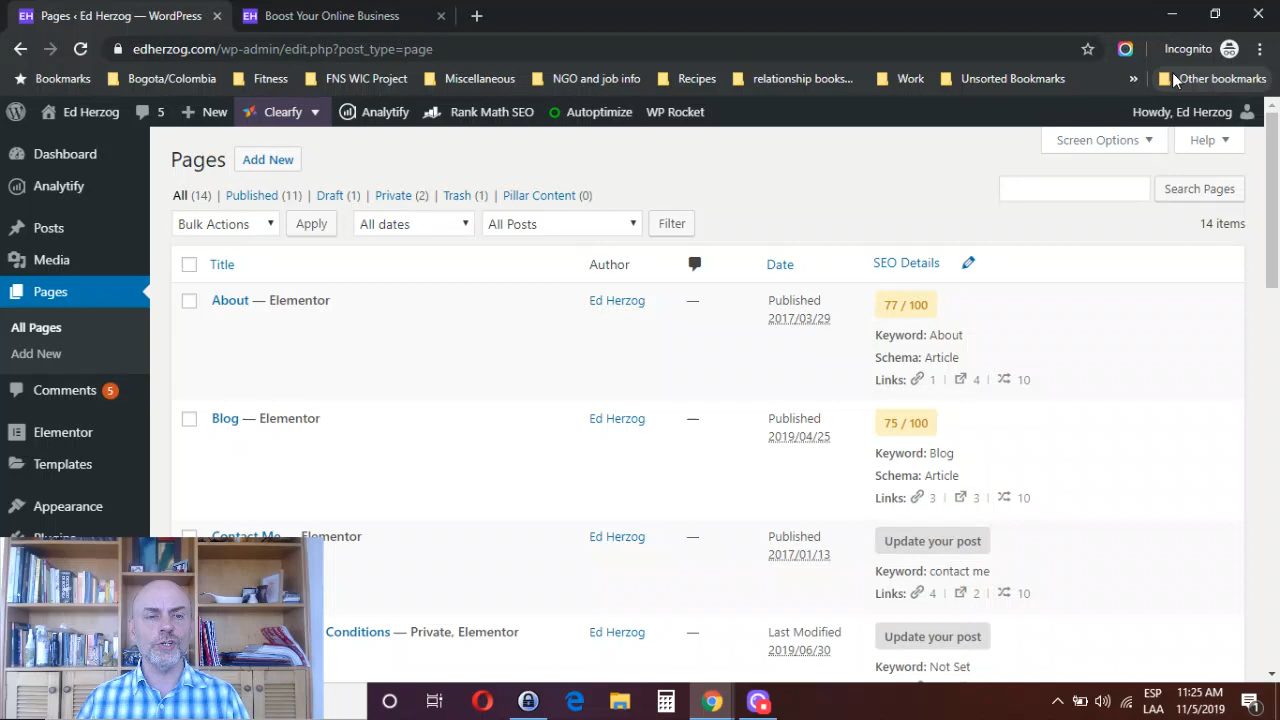 EH Pages ‹ Ed Herzog — WordPress × EH Boost Your Online Business × +
edherzog.com/wp-admin/edit.php?post_type=page Incognito
Bookmarks Bogota/Colombia Fitness FNS WIC Project Miscellaneous NGO and job info Recipes relationship books... Work Unsorted Bookmarks » Other bookmarks
Ed Herzog 5 + New Clearfy Analytify Rank Math SEO Autoptimize WP Rocket Howdy, Ed Herzog
Dashboard
Analytify
Posts
Media
Pages
All Pages
Add New
Comments 5
Elementor
Templates
Appearance
Screen Options Help
Pages Add New
All (14) | Published (11) | Draft (1) | Private (2) | Trash (1) | Pillar Content (0)
Search Pages
Bulk Actions Apply All dates All Posts Filter 14 items
Title Author Date SEO Details
About — Elementor Ed Herzog — Published 77 / 100
2017/03/29
Keyword: About
Schema: Article
Links: 1 | 4 | 10
Blog — Elementor Ed Herzog — Published 75 / 100
2019/04/25
Keyword: Blog
Schema: Article
Links: 3 | 3 | 10
Contact Me — Elementor Ed Herzog — Published Update your post
2017/01/13
Keyword: contact me
Links: 4 | 2 | 10
Conditions — Private, Elementor Ed Herzog — Last Modified Update your post
2019/06/30
Keyword: Not Set
ESP 11:25 AM
LAA 11/5/2019 1